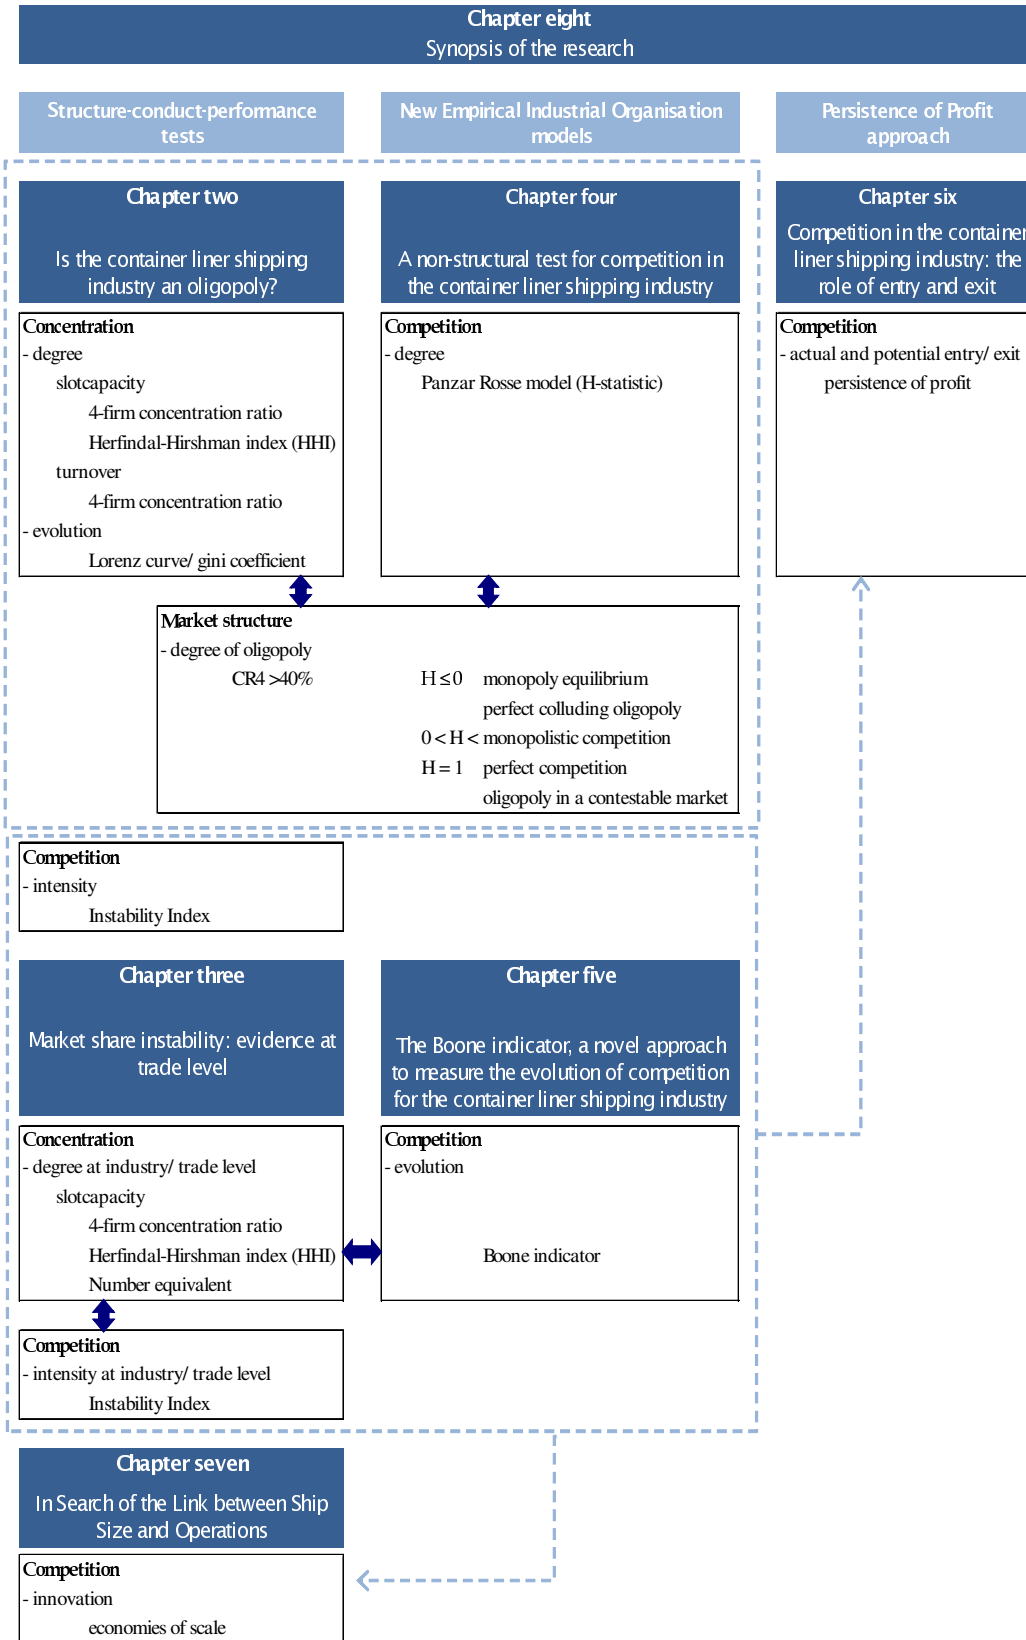 Chapter eight
Synopsis of the research
Structure-conduct-performance
tests
New Empirical Industrial Organisation
models
Persistence of Profit
approach
Chapter two
Is the container liner shipping
industry an oligopoly?
Chapter four
A non-structural test for competition in
the container liner shipping industry
Chapter six
Competition in the container
liner shipping industry: the
role of entry and exit
Concentration
- degree
slotcapacity
4-firm concentration ratio
Herfindal-Hirshman index (HHI)
turnover
4-firm concentration ratio
- evolution
Lorenz curve/ gini coefficient
Competition
- degree
Panzar Rosse model (H-statistic)
Competition
- actual and potential entry/ exit
persistence of profit
Market structure
- degree of oligopoly
CR4 >40% H ≤ 0 monopoly equilibrium
perfect colluding oligopoly
0 < H < monopolistic competition
H = 1 perfect competition
oligopoly in a contestable market
Competition
- intensity
Instability Index
Chapter three
Market share instability: evidence at
trade level
Chapter five
The Boone indicator, a novel approach
to measure the evolution of competition
for the container liner shipping industry
Concentration
- degree at industry/ trade level
slotcapacity
4-firm concentration ratio
Herfindal-Hirshman index (HHI)
Number equivalent
Competition
- evolution
Boone indicator
Competition
- intensity at industry/ trade level
Instability Index
Chapter seven
In Search of the Link between Ship
Size and Operations
Competition
- innovation
economies of scale